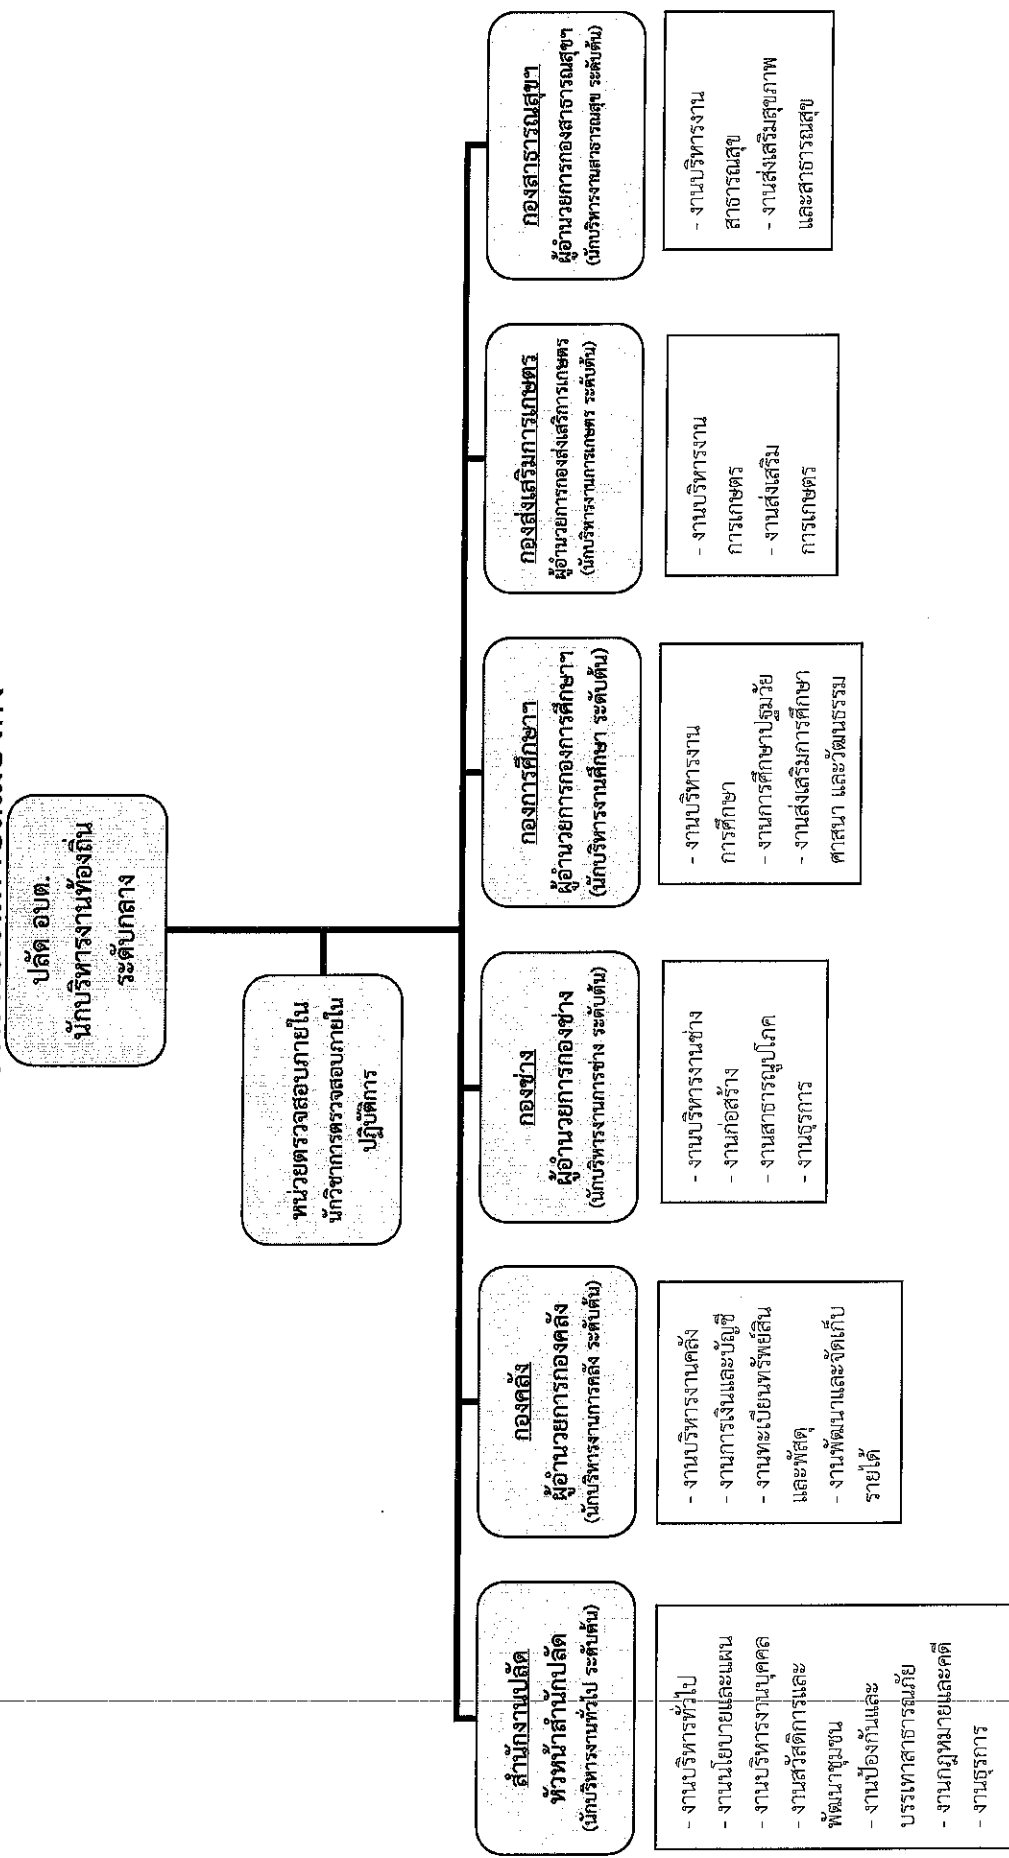 ปลัด อบต.
นักบริหารงานท้องถิ่น
ระดับกลาง
หน่วยตรวจสอบภายใน
นักวิชาการตรวจสอบภายใน
ปฏิบัติการ
สำนักงานปลัด
หัวหน้าสำนักปลัด
(นักบริหารงานทั่วไป ระดับต้น)
- งานบริหารทั่วไป
- งานนโยบายและแผน
- งานบริหารงานบุคคล
- งานสวัสดิการและ
พัฒนาชุมชน
- งานป้องกันและ
บรรเทาสาธารณภัย
- งานกฎหมายและคดี
- งานธุรการ
กองคลัง
ผู้อำนวยการกองคลัง
(นักบริหารงานการคลัง ระดับต้น)
- งานบริหารงานคลัง
- งานการเงินและบัญชี
- งานทะเบียนทรัพย์สิน
และพัสดุ
- งานพัฒนาและจัดเก็บ
รายได้
กองช่าง
ผู้อำนวยการกองช่าง
(นักบริหารงานการช่าง ระดับต้น)
- งานบริหารงานช่าง
- งานก่อสร้าง
- งานสาธารณูปโภค
- งานธุรการ
กองการศึกษาฯ
ผู้อำนวยการกองการศึกษาฯ
(นักบริหารงานศึกษา ระดับต้น)
- งานบริหารงาน
การศึกษา
- งานการศึกษาปฐมวัย
- งานส่งเสริมการศึกษา
ศาสนา และวัฒนธรรม
กองส่งเสริมการเกษตร
ผู้อำนวยการกองส่งเสริการเกษตร
(นักบริหารงานการเกษตร ระดับต้น)
- งานบริหารงาน
การเกษตร
- งานส่งเสริม
การเกษตร
กองสาธารณสุขฯ
ผู้อำนวยการกองสาธารณสุขฯ
(นักบริหารงานสาธารณสุข ระดับต้น)
- งานบริหารงาน
สาธารณสุข
- งานส่งเสริมสุขภาพ
และสาธารณสุข